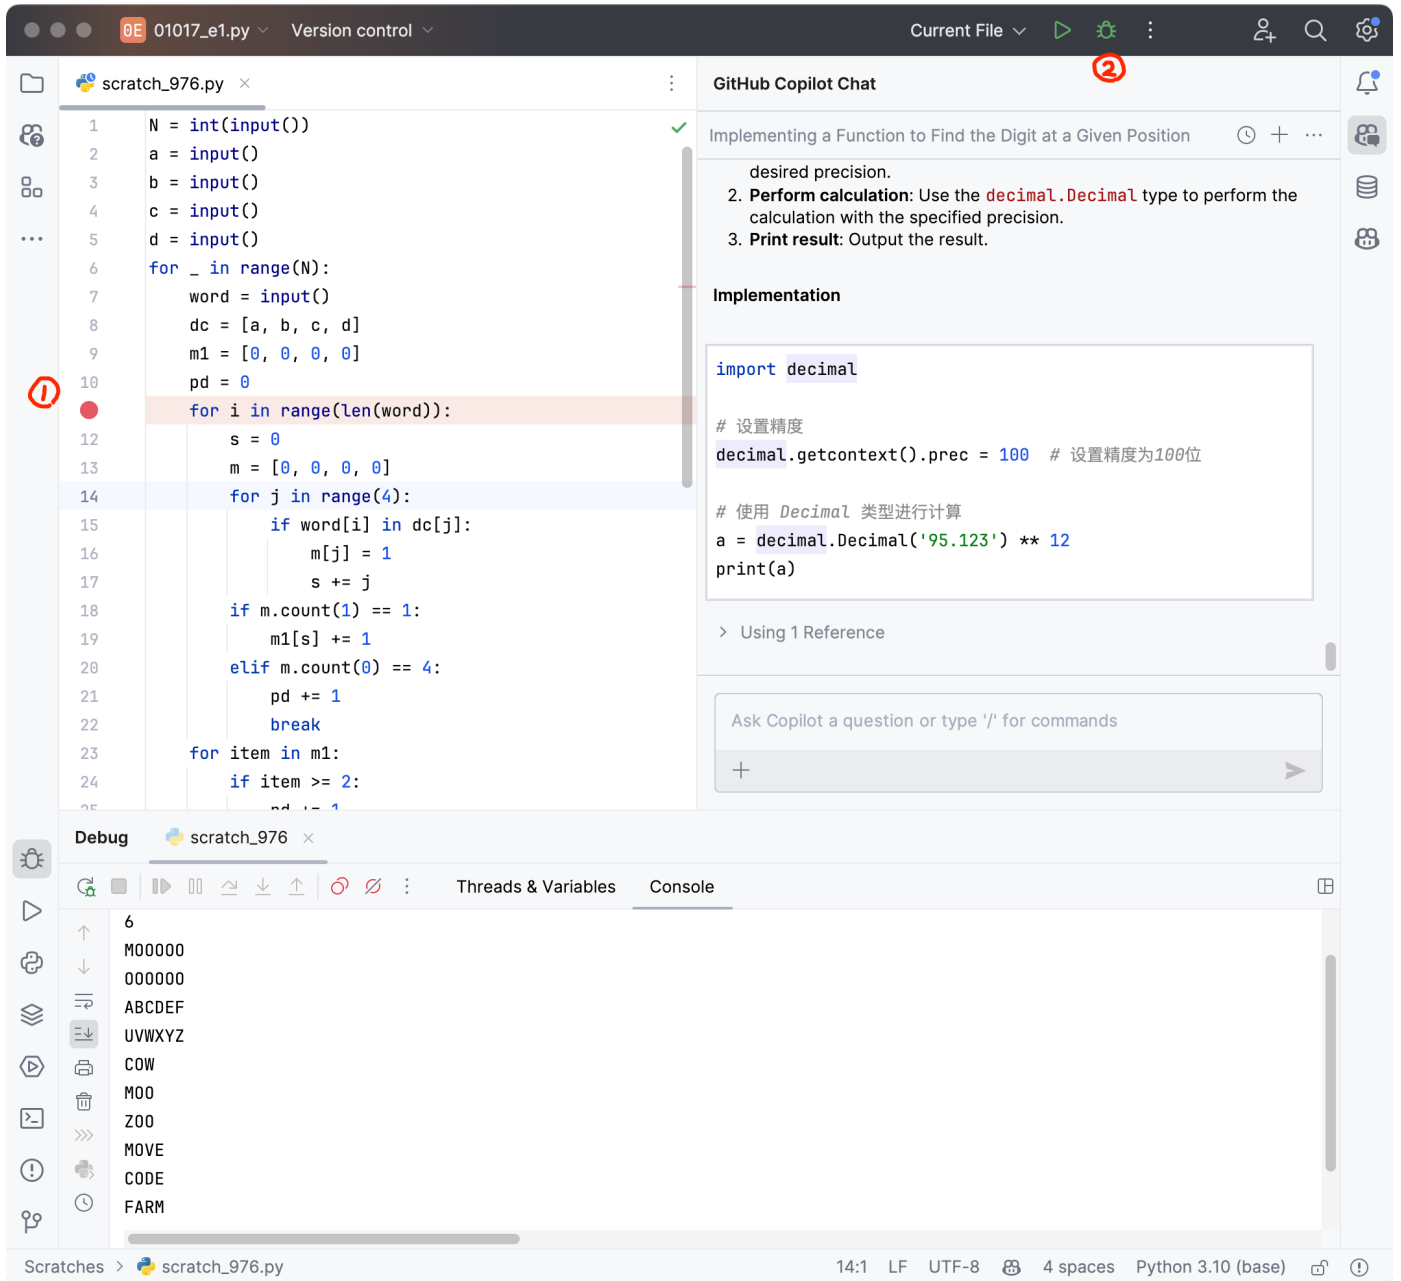 OE 01017_e1.py Version control Current File
②
scratch_976.py
GitHub Copilot Chat
Implementing a Function to Find the Digit at a Given Position
①
1 N = int(input())
2 a = input()
3 b = input()
4 c = input()
5 d = input()
6 for _ in range(N):
7 word = input()
8 dc = [a, b, c, d]
9 m1 = [0, 0, 0, 0]
10 pd = 0
for i in range(len(word)):
12 s = 0
13 m = [0, 0, 0, 0]
14 for j in range(4):
15 if word[i] in dc[j]:
16 m[j] = 1
17 s += j
18 if m.count(1) == 1:
19 m1[s] += 1
20 elif m.count(0) == 4:
21 pd += 1
22 break
23 for item in m1:
24 if item >= 2:
25 pd += 1
desired precision.
2. Perform calculation: Use the decimal.Decimal type to perform the
calculation with the specified precision.
3. Print result: Output the result.
Implementation
import decimal
# 设置精度
decimal.getcontext().prec = 100 # 设置精度为100位
# 使用 Decimal 类型进行计算
a = decimal.Decimal('95.123') ** 12
print(a)
Using 1 Reference
Ask Copilot a question or type '/' for commands
Debug scratch_976
Threads & Variables Console
6
MOOOOO
OOOOOO
ABCDEF
UVWXYZ
COW
MOO
ZOO
MOVE
CODE
FARM
Scratches > scratch_976.py 14:1 LF UTF-8 4 spaces Python 3.10 (base)